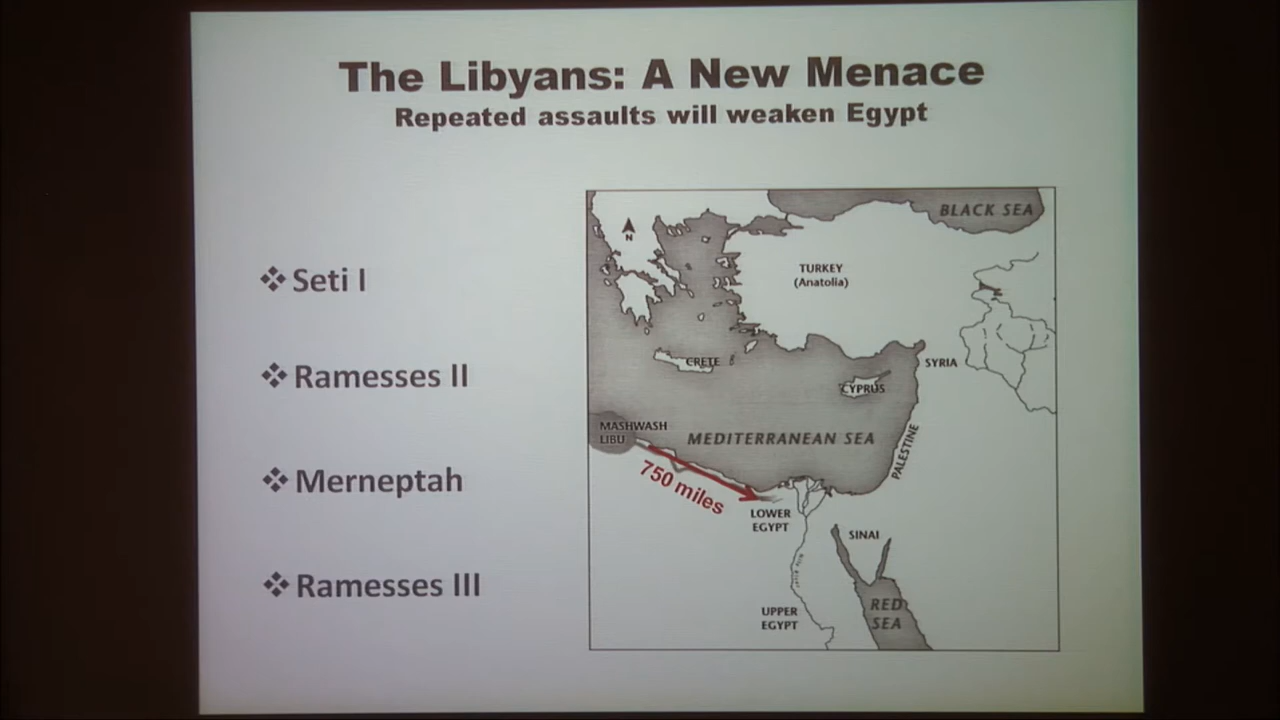 The Libyans: A New Menace
Repeated assaults will weaken Egypt
❖ Seti I
❖ Ramesses II
❖ Merneptah
❖ Ramesses III
BLACK SEA
N
TURKEY
(Anatolia)
CRETE
SYRIA
CYPRUS
MASHWASH
LIBU
MEDITERRANEAN SEA
PALESTINE
750 miles
LOWER
EGYPT
SINAI
RED
SEA
UPPER
EGYPT